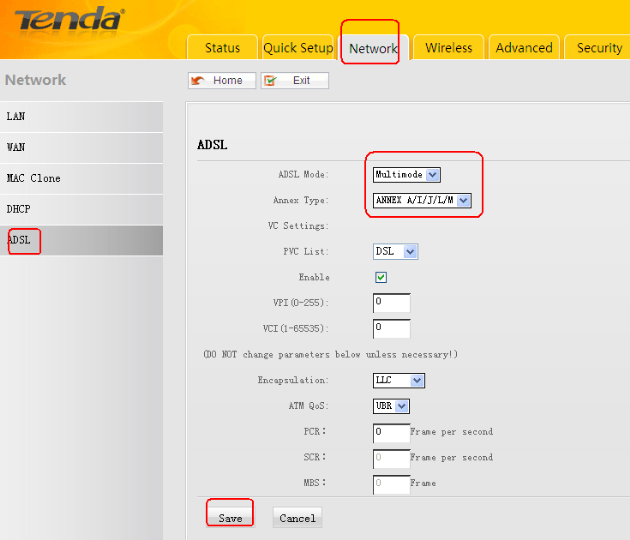 Tenda
Status Quick Setup Network Wireless Advanced Security
Network
Home Exit
LAN
WAN
MAC Clone
DHCP
ADSL
ADSL
ADSL Mode: Multimode
Annex Type: ANNEX A/I/J/L/M
VC Settings:
PVC List: DSL
Enable
VPI(0-255): 0
VCI(1-65535): 0
(DO NOT change parameters below unless necessary!)
Encapsulation: LLC
ATM QoS: UBR
PCR: 0 Frame per second
SCR: 0 Frame per second
MBS: 0 Frame
Save Cancel